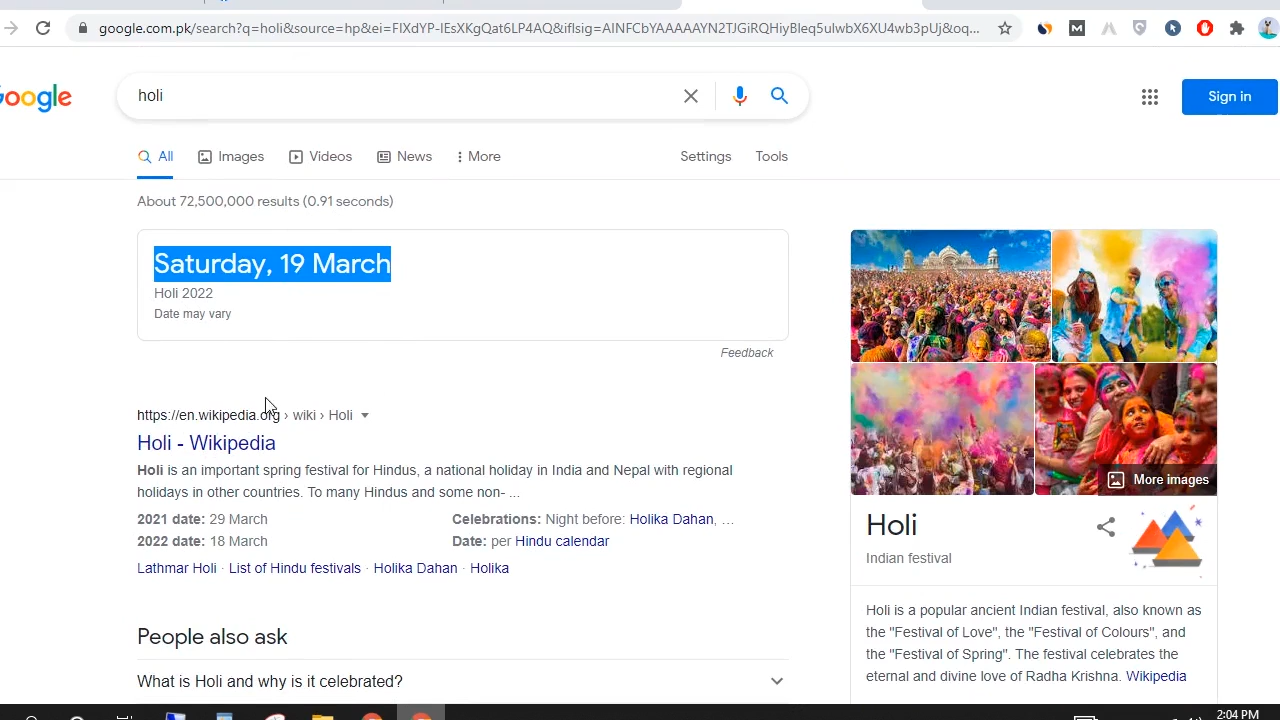 google.com.pk/search?q=holi&source=hp&ei=FIXdYP-IEsXKgQat6LP4AQ&iflsig=AINFCbYAAAAAYN2TJGiRQHiyBleq5ulwbX6XU4wb3pUj&oq...
Google
holi
Sign in
All Images Videos News More Settings Tools
About 72,500,000 results (0.91 seconds)
Saturday, 19 March
Holi 2022
Date may vary
Feedback
https://en.wikipedia.org › wiki › Holi
Holi - Wikipedia
Holi is an important spring festival for Hindus, a national holiday in India and Nepal with regional
holidays in other countries. To many Hindus and some non- ...
2021 date: 29 March
Celebrations: Night before: Holika Dahan, ...
2022 date: 18 March
Date: per Hindu calendar
Lathmar Holi · List of Hindu festivals · Holika Dahan · Holika
People also ask
What is Holi and why is it celebrated?
More images
Holi
Indian festival
Holi is a popular ancient Indian festival, also known as
the "Festival of Love", the "Festival of Colours", and
the "Festival of Spring". The festival celebrates the
eternal and divine love of Radha Krishna. Wikipedia
2:04 PM